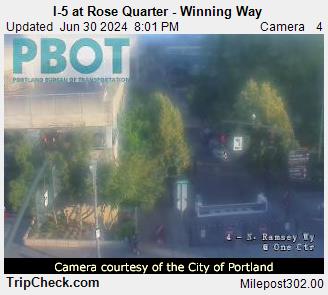 I-5 at Rose Quarter - Winning Way
Updated Jun 30 2024 8:01 PM Camera 4
PBOT
PORTLAND BUREAU OF TRANSPORTATION
4 - N. Ramsey Wy
@ One Ctr
Camera courtesy of the City of Portland
TripCheck.com Milepost302.00